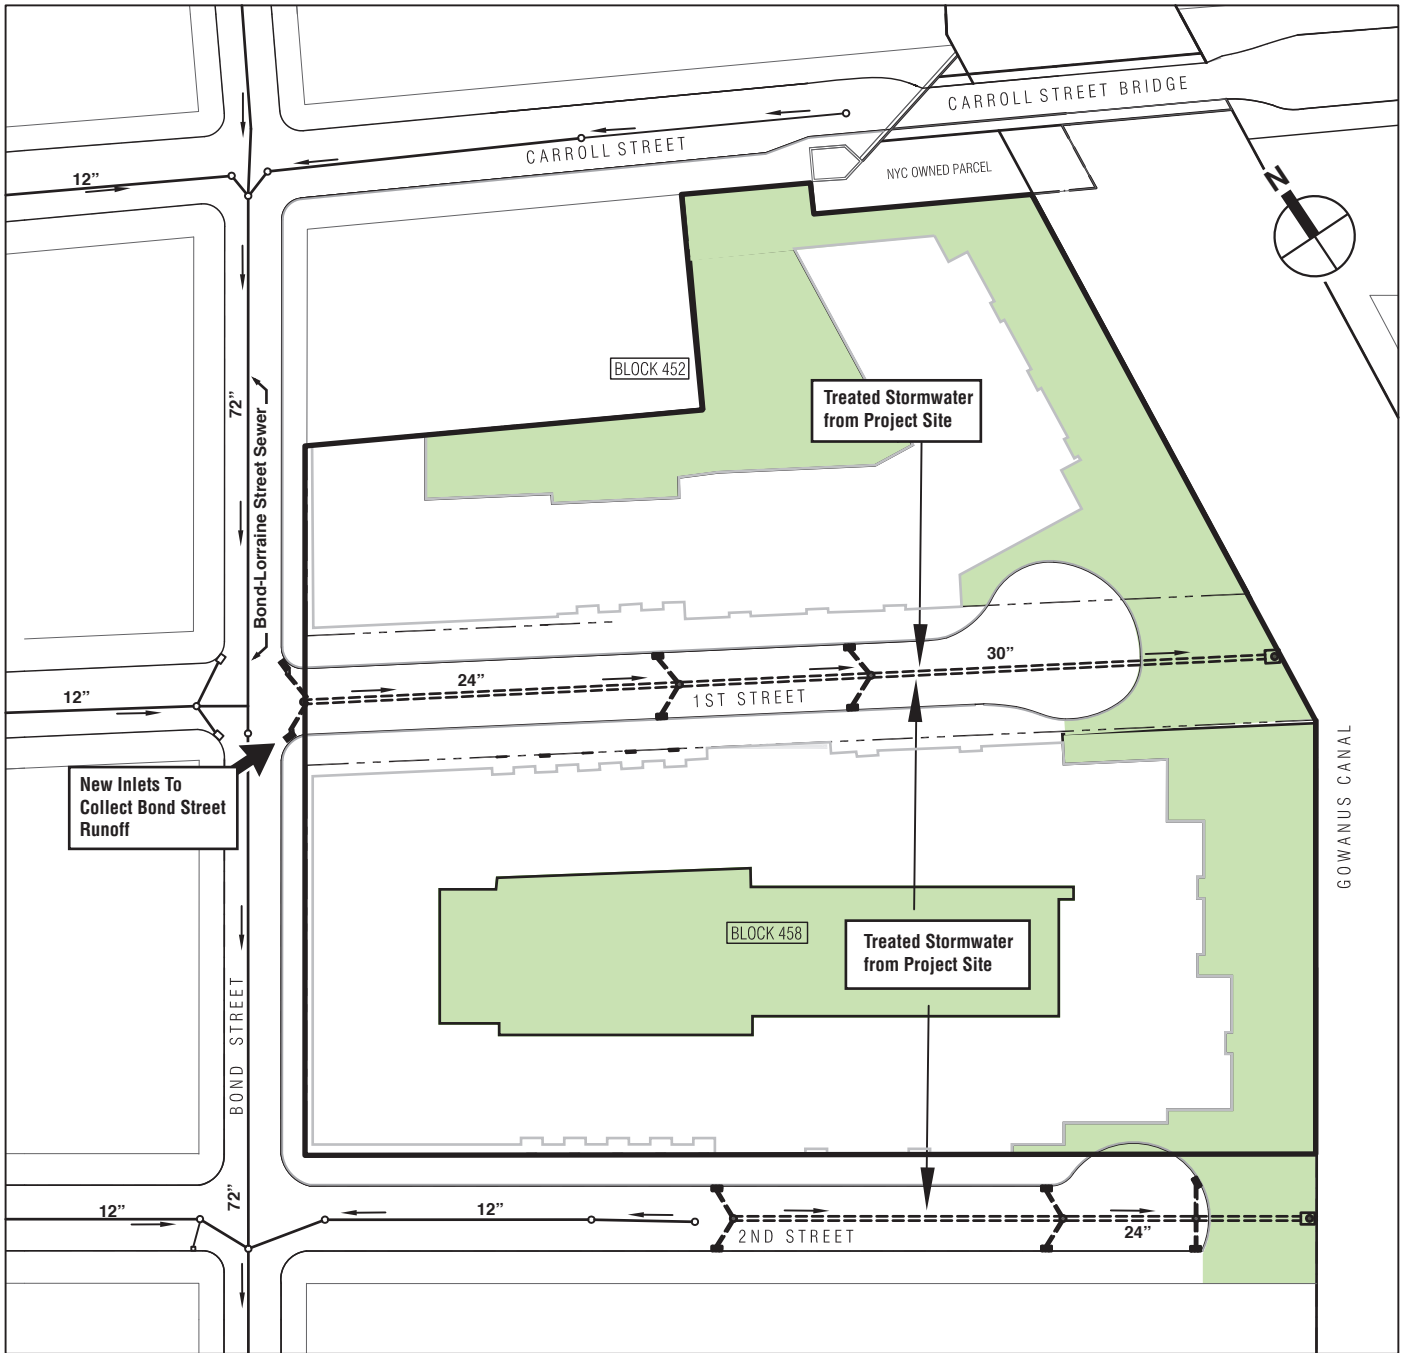 CARROLL STREET BRIDGE
CARROLL STREET
12”
NYC OWNED PARCEL
N
BLOCK 452
72”
Bond-Lorraine Street Sewer
Treated Stormwater
from Project Site
30”
24”
12”
1ST STREET
New Inlets To
Collect Bond Street
Runoff
GOWANUS CANAL
BLOCK 458
Treated Stormwater
from Project Site
BOND STREET
72”
12”
12”
2ND STREET
24”